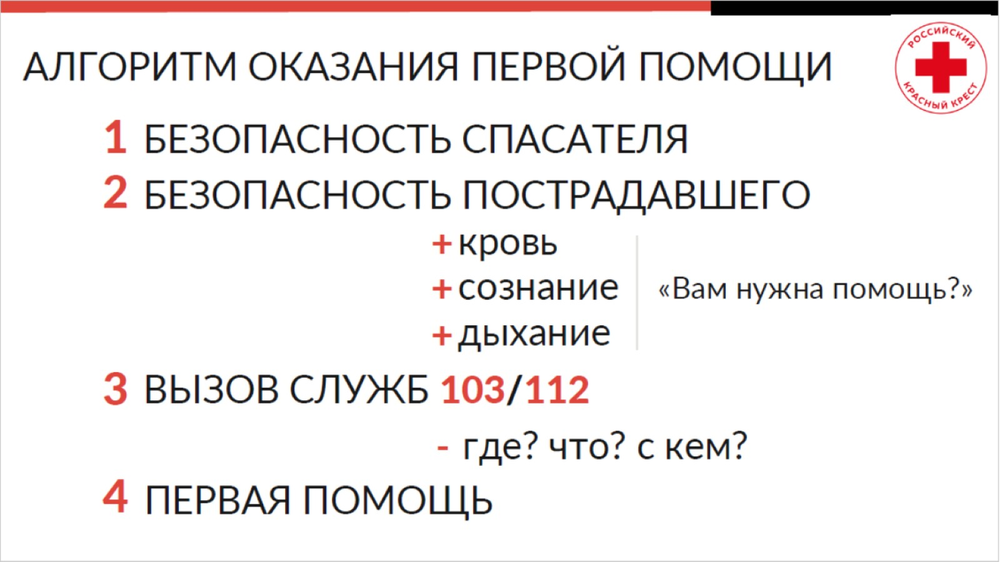 РОССИЙСКИЙ
КРАСНЫЙ КРЕСТ
АЛГОРИТМ ОКАЗАНИЯ ПЕРВОЙ ПОМОЩИ
1 БЕЗОПАСНОСТЬ СПАСАТЕЛЯ
2 БЕЗОПАСНОСТЬ ПОСТРАДАВШЕГО
+ кровь
+ сознание
«Вам нужна помощь?»
+ дыхание
3 ВЫЗОВ СЛУЖБ 103/112
- где? что? с кем?
4 ПЕРВАЯ ПОМОЩЬ